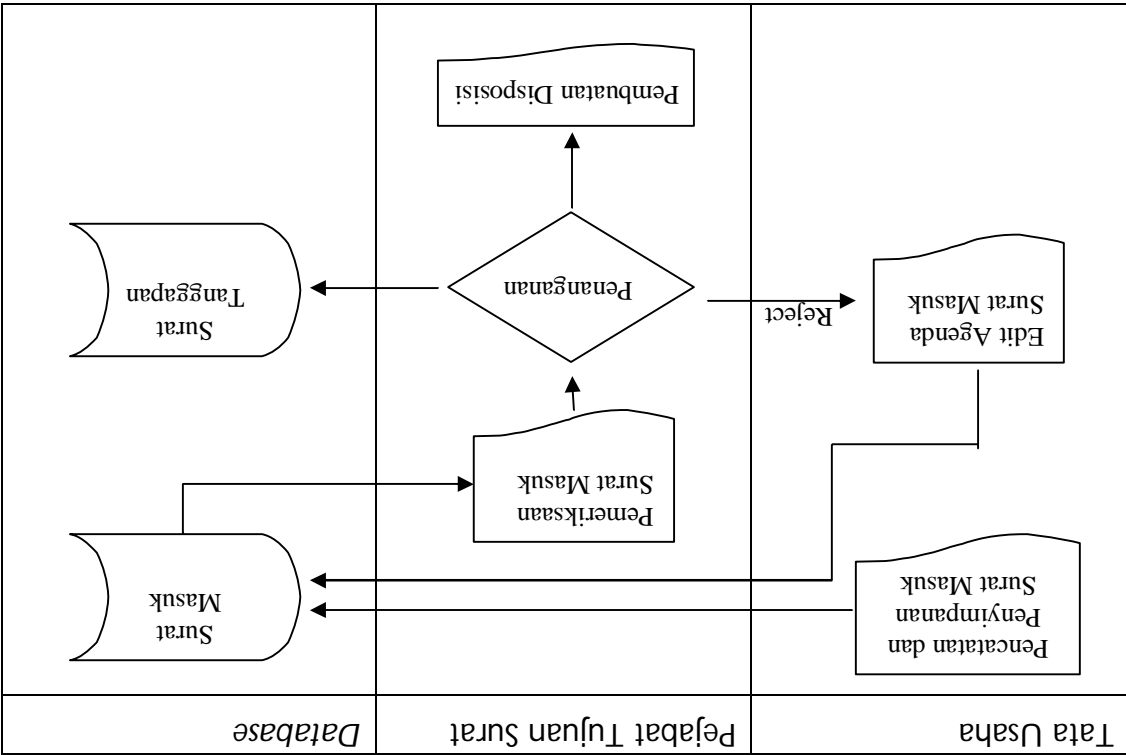 Tata Usaha
Pejabat Tujuan Surat
Database
Pencatatan dan
Penyimpanan
Surat Masuk
Surat
Masuk
Pemeriksaan
Surat Masuk
Edit Agenda
Surat Masuk
Reject
Penanganan
Surat
Tanggapan
Pembuatan Disposisi